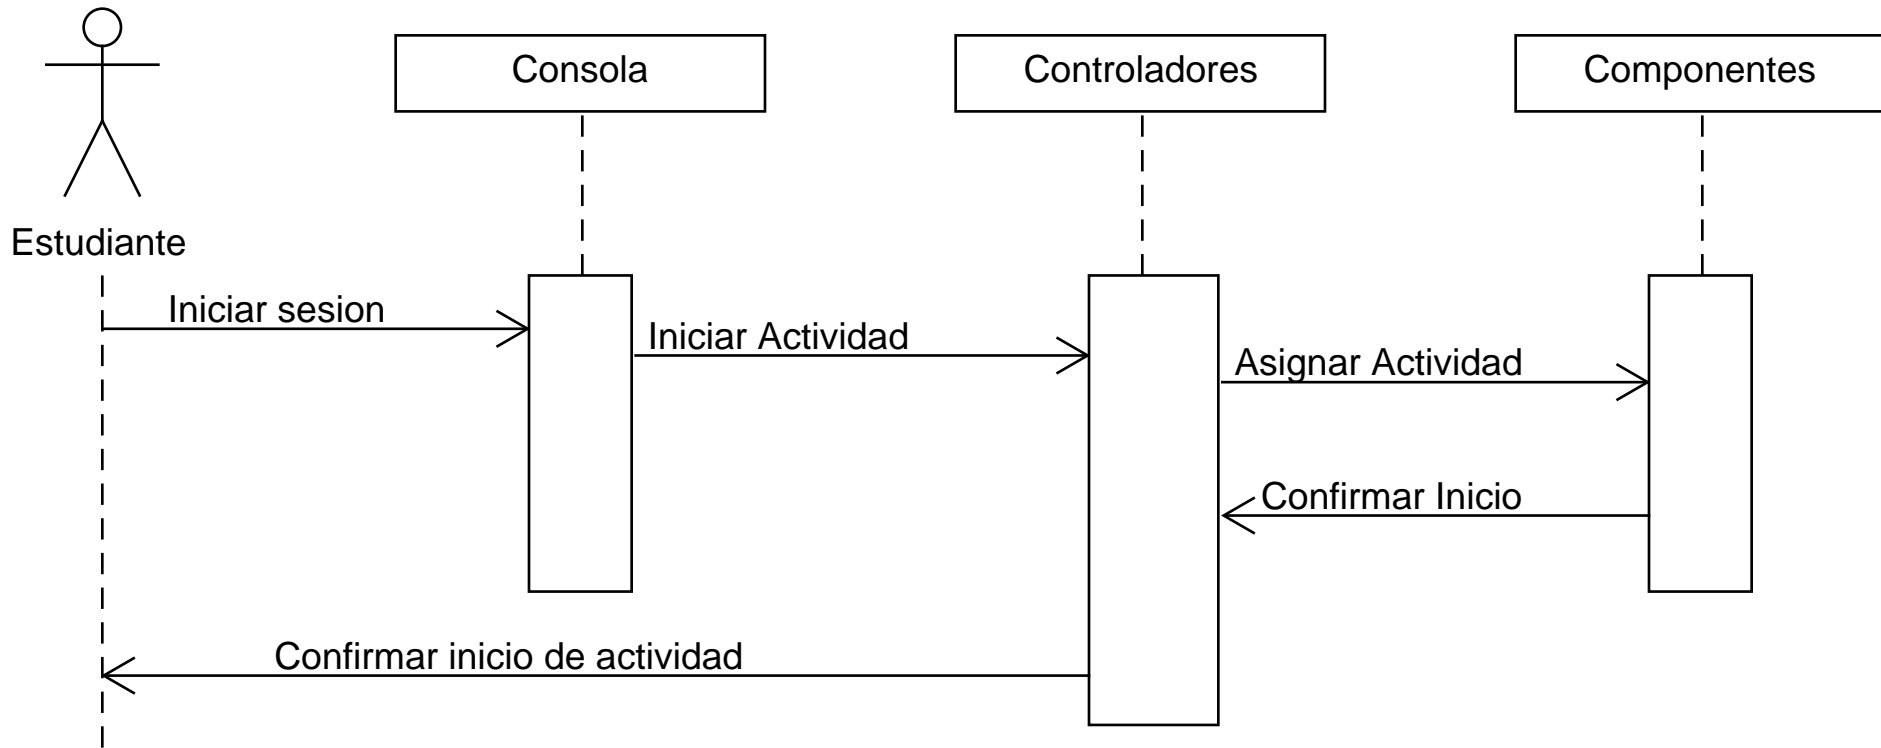 Consola
Controladores
Componentes
Estudiante
Iniciar sesion
Iniciar Actividad
Asignar Actividad
Confirmar Inicio
Confirmar inicio de actividad